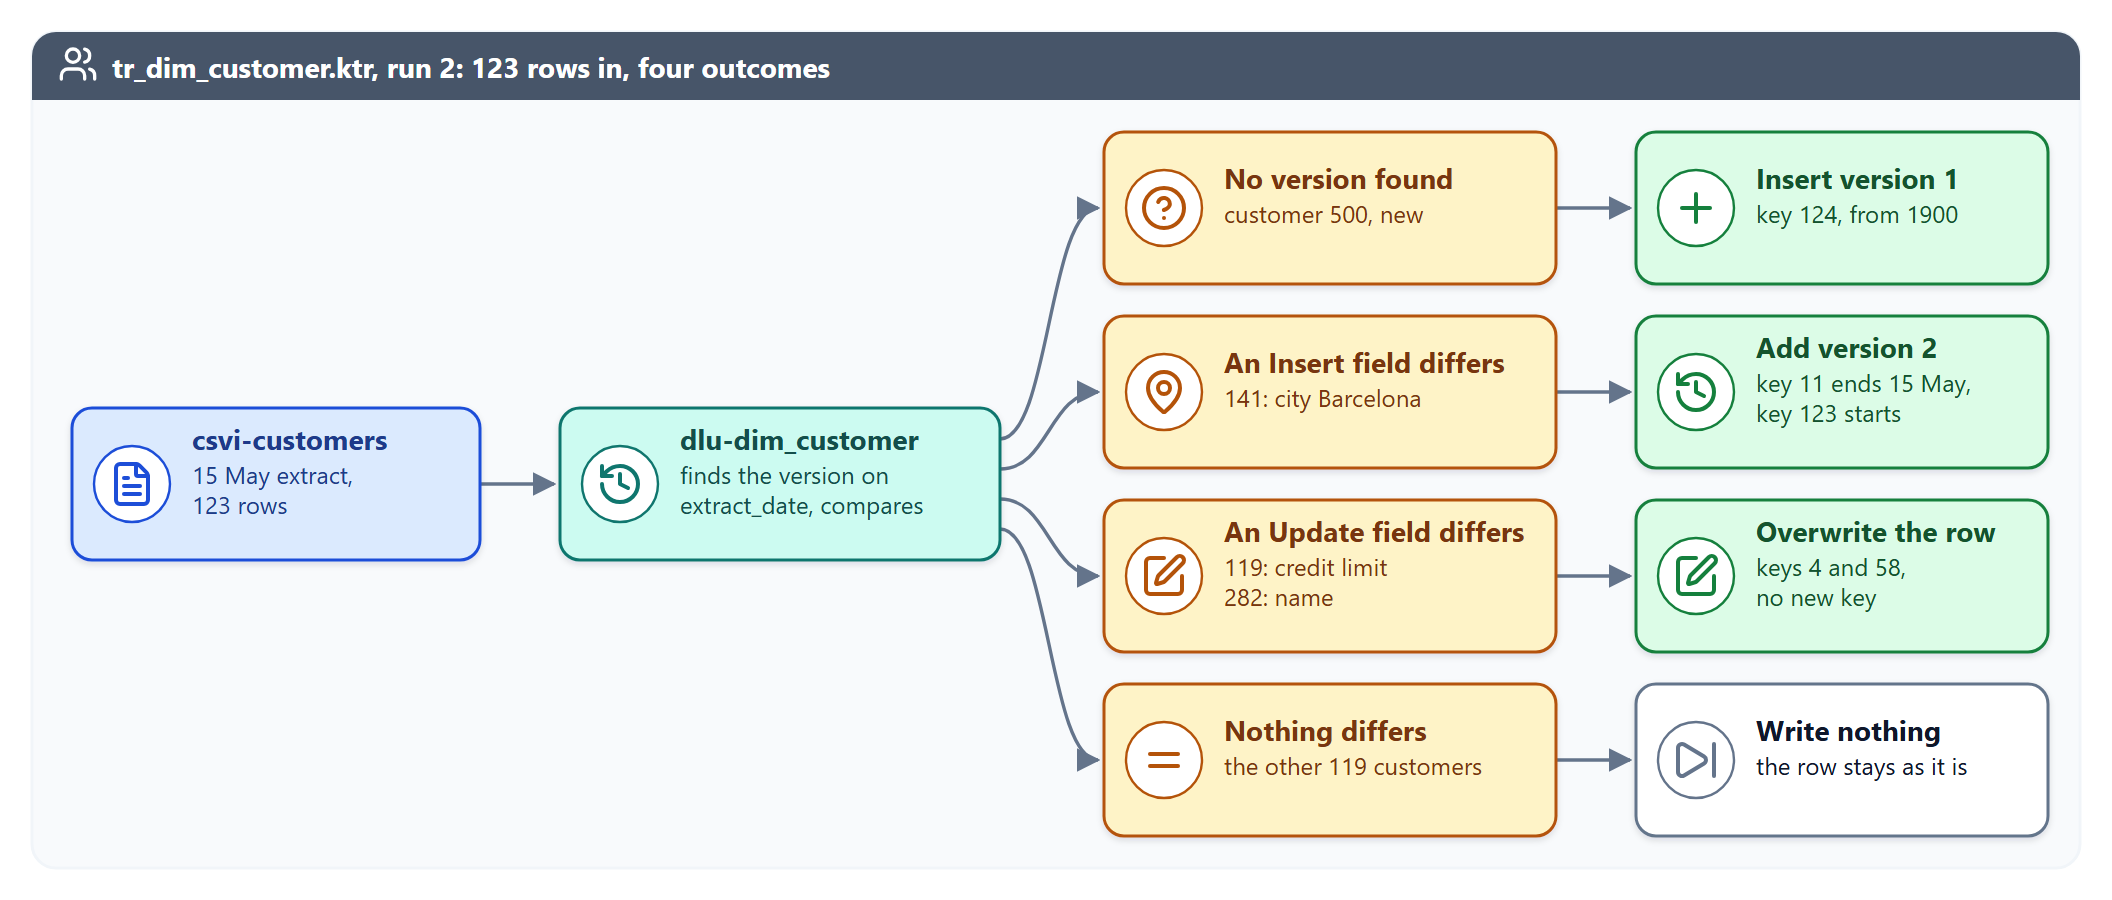 tr_dim_customer.ktr, run 2: 123 rows in, four outcomes
csvi-customers
15 May extract,
123 rows
dlu-dim_customer
finds the version on
extract_date, compares
No version found
customer 500, new
Insert version 1
key 124, from 1900
An Insert field differs
141: city Barcelona
Add version 2
key 11 ends 15 May,
key 123 starts
An Update field differs
119: credit limit
282: name
Overwrite the row
keys 4 and 58,
no new key
Nothing differs
the other 119 customers
Write nothing
the row stays as it is